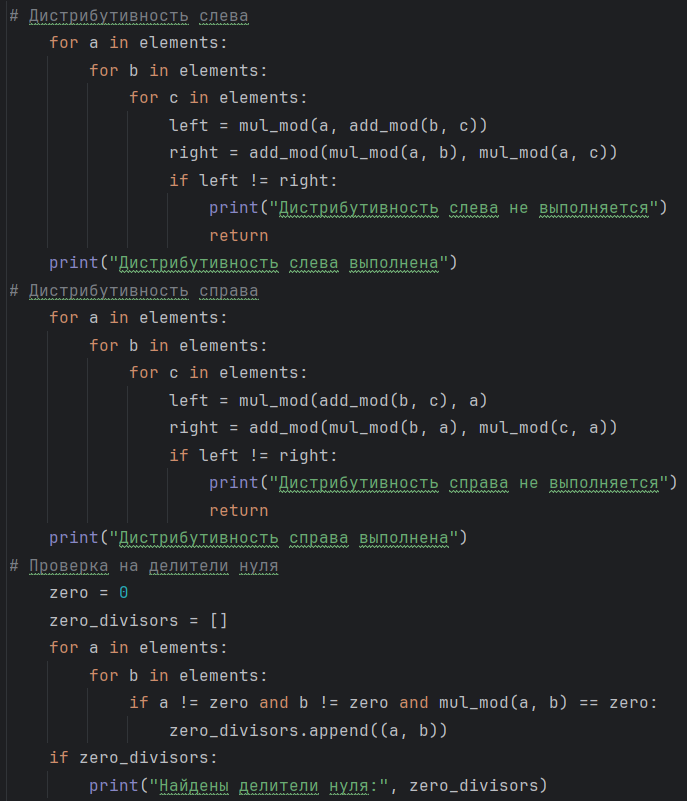 # Дистрибутивность слева
    for a in elements:
        for b in elements:
            for c in elements:
                left = mul_mod(a, add_mod(b, c))
                right = add_mod(mul_mod(a, b), mul_mod(a, c))
                if left != right:
                    print("Дистрибутивность слева не выполняется")
                    return
    print("Дистрибутивность слева выполнена")
# Дистрибутивность справа
    for a in elements:
        for b in elements:
            for c in elements:
                left = mul_mod(add_mod(b, c), a)
                right = add_mod(mul_mod(b, a), mul_mod(c, a))
                if left != right:
                    print("Дистрибутивность справа не выполняется")
                    return
    print("Дистрибутивность справа выполнена")
# Проверка на делители нуля
    zero = 0
    zero_divisors = []
    for a in elements:
        for b in elements:
            if a != zero and b != zero and mul_mod(a, b) == zero:
                zero_divisors.append((a, b))
    if zero_divisors:
        print("Найдены делители нуля:", zero_divisors)